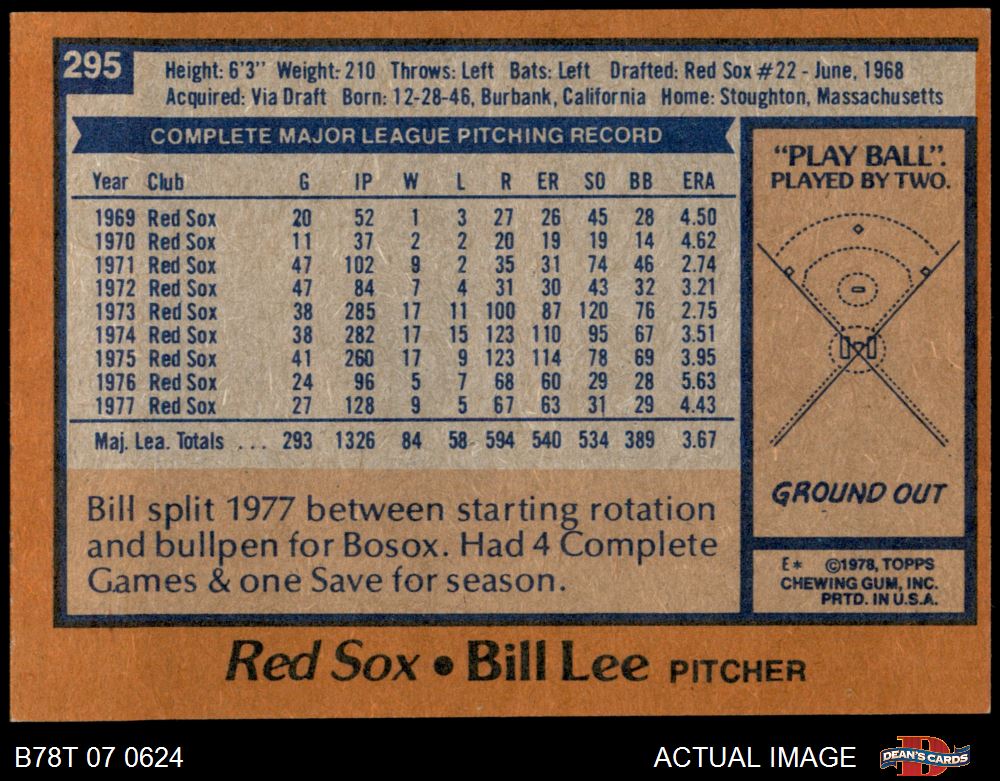 295
Height: 6'3" Weight: 210 Throws: Left Bats: Left Drafted: Red Sox #22 - June, 1968
Acquired: Via Draft Born: 12-28-46, Burbank, California Home: Stoughton, Massachusetts
COMPLETE MAJOR LEAGUE PITCHING RECORD
Year Club G IP W L R ER SO BB ERA
1969 Red Sox 20 52 1 3 27 26 45 28 4.50
1970 Red Sox 11 37 2 2 20 19 19 14 4.62
1971 Red Sox 47 102 9 2 35 31 74 46 2.74
1972 Red Sox 47 84 7 4 31 30 43 32 3.21
1973 Red Sox 38 285 17 11 100 87 120 76 2.75
1974 Red Sox 38 282 17 15 123 110 95 67 3.51
1975 Red Sox 41 260 17 9 123 114 78 69 3.95
1976 Red Sox 24 96 5 7 68 60 29 28 5.63
1977 Red Sox 27 128 9 5 67 63 31 29 4.43
Maj. Lea. Totals ... 293 1326 84 58 594 540 534 389 3.67
Bill split 1977 between starting rotation
and bullpen for Bosox. Had 4 Complete
Games & one Save for season.
"PLAY BALL".
PLAYED BY TWO.
GROUND OUT
E* ©1978, TOPPS
CHEWING GUM, INC.
PRTD. IN U.S.A.
Red Sox • Bill Lee PITCHER
B78T 07 0624 ACTUAL IMAGE DEAN'S CARDS